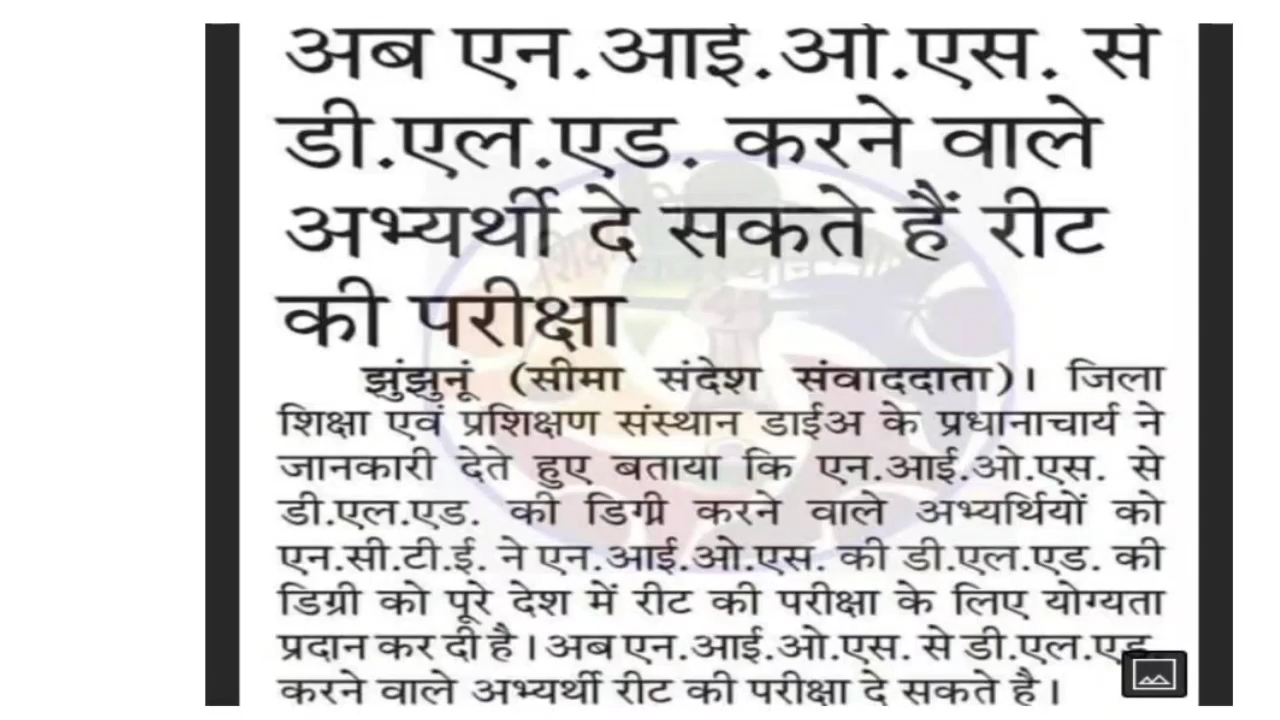 अब एन.आई.ओ.एस. से
डी.एल.एड. करने वाले
अभ्यर्थी दे सकते हैं रीट
की परीक्षा
झुंझुनूं (सीमा संदेश संवाददाता)। जिला
शिक्षा एवं प्रशिक्षण संस्थान डाईअ के प्रधानाचार्य ने
जानकारी देते हुए बताया कि एन.आई.ओ.एस. से
डी.एल.एड. की डिग्री करने वाले अभ्यर्थियों को
एन.सी.टी.ई. ने एन.आई.ओ.एस. की डी.एल.एड. की
डिग्री को पूरे देश में रीट की परीक्षा के लिए योग्यता
प्रदान कर दी है। अब एन.आई.ओ.एस. से डी.एल.एड
करने वाले अभ्यर्थी रीट की परीक्षा दे सकते है।